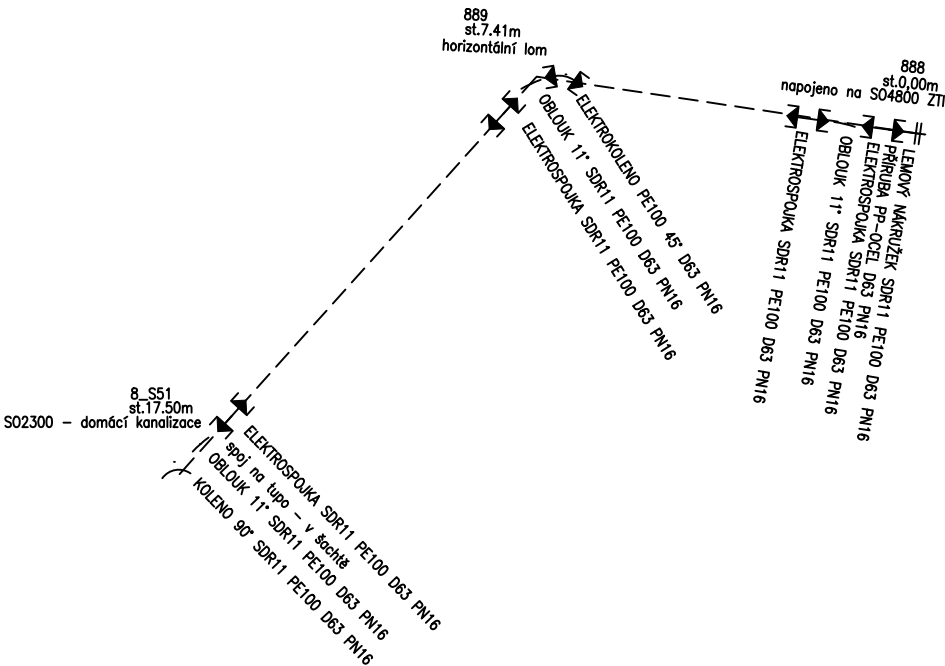 889
st.7.41m
horizontální lom
888
st.0,00m
napojeno na SO4800 ZTI
ELEKTROKOLENO PE100 45° D63 PN16
OBLOUK 11° SDR11 PE100 D63 PN16
ELEKTROSPOJKA SDR11 PE100 D63 PN16
LEMOVÝ NÁKRUŽEK SDR11 PE100 D63 PN16
PŘÍRUBA PP-OCEL D63 PN16
ELEKTROSPOJKA SDR11 PE100 D63 PN16
OBLOUK 11° SDR11 PE100 D63 PN16
ELEKTROSPOJKA SDR11 PE100 D63 PN16
8_S51
st.17.50m
SO2300 - domácí kanalizace
ELEKTROSPOJKA SDR11 PE100 D63 PN16
spoj na tupo - v šachtě
OBLOUK 11° SDR11 PE100 D63 PN16
KOLENO 90° SDR11 PE100 D63 PN16